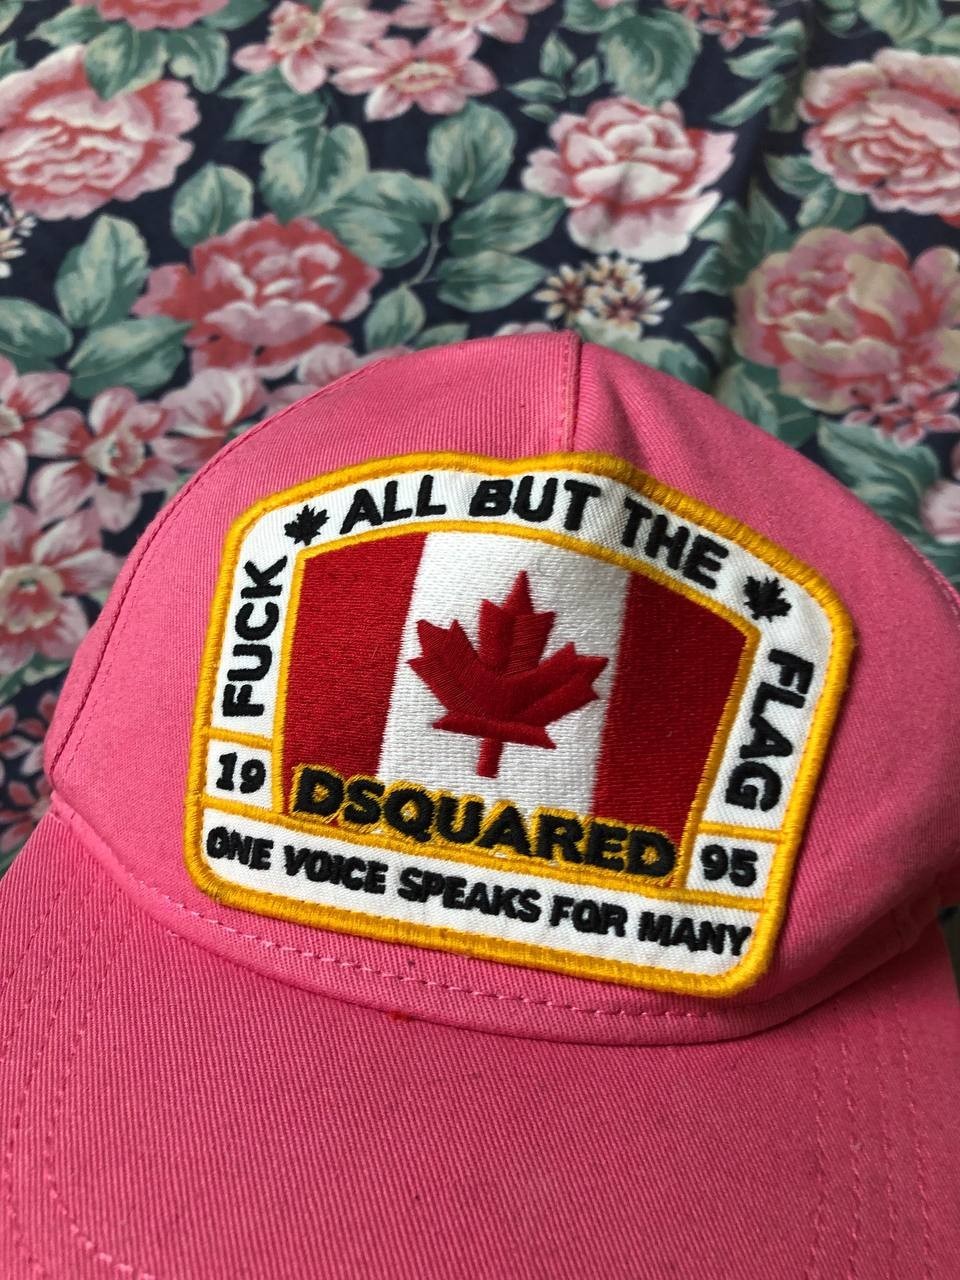 FUCK ALL BUT THE FLAG
19
95
DSQUARED
ONE VOICE SPEAKS FOR MANY